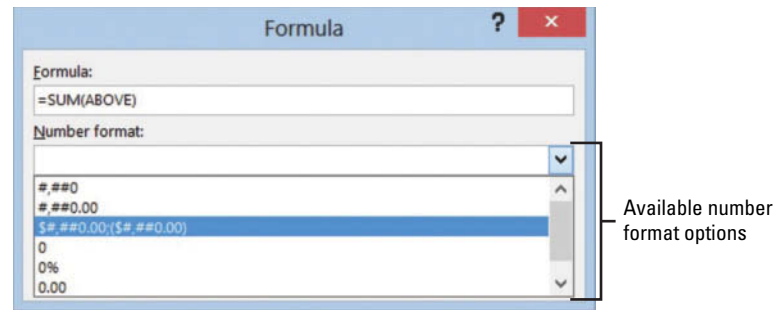 Formula ? ×
Formula:
=SUM(ABOVE)
Number format:
#,##0
#,##0.00
$#,##0.00;($#,##0.00)
0
0%
0.00
Available number
format options